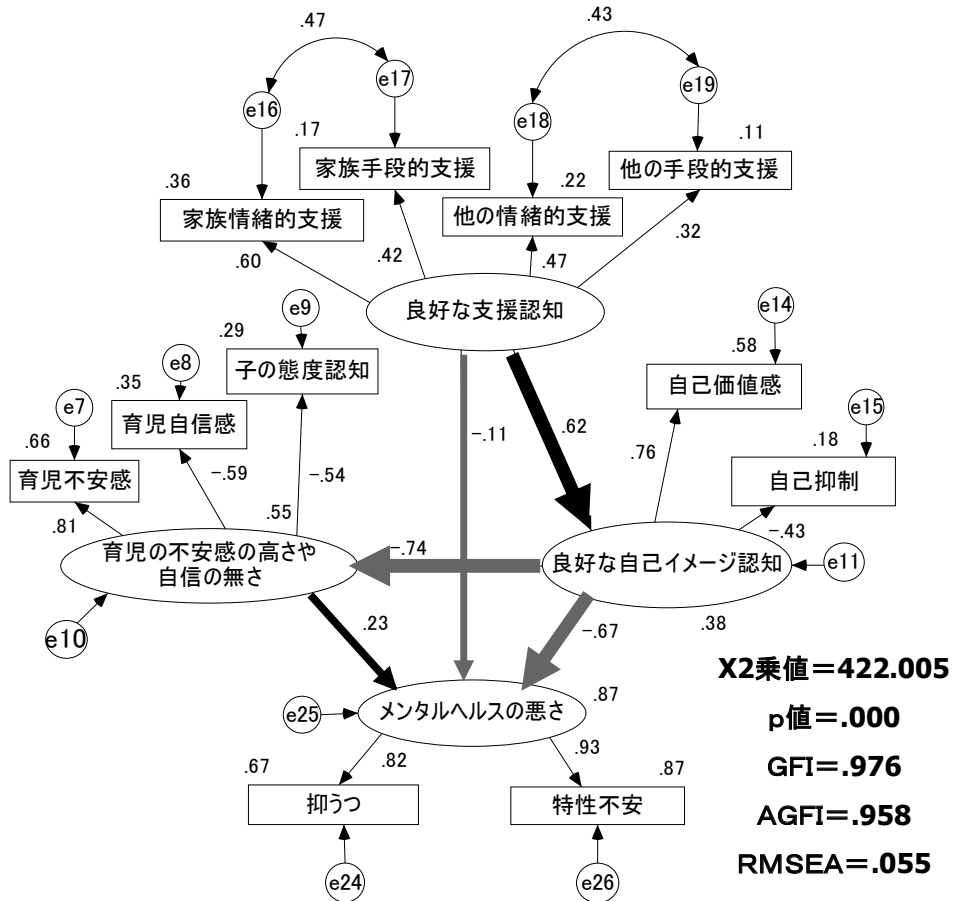 .47
.43
e17
e19
e16
e18
.17
.11
家族手段的支援
他の手段的支援
.36
.22
家族情緒的支援
他の情緒的支援
.60
.42
.47
.32
良好な支援認知
e9
e14
.29
.58
子の態度認知
自己価値感
e8
e15
.35
育児自信感
e7
.18
.66
育児不安感
自己抑制
-.11
.62
.76
-.59
-.54
.81
.55
-.43
-.74
育児の不安感の高さや
自信の無さ
良好な自己イメージ認知
e11
e10
.23
-.67
.38
X2乗値=422.005
.87
e25
メンタルヘルスの悪さ
p値=.000
.67
.82
.93
.87
GFI=.976
抑うつ
特性不安
AGFI=.958
RMSEA=.055
e24
e26